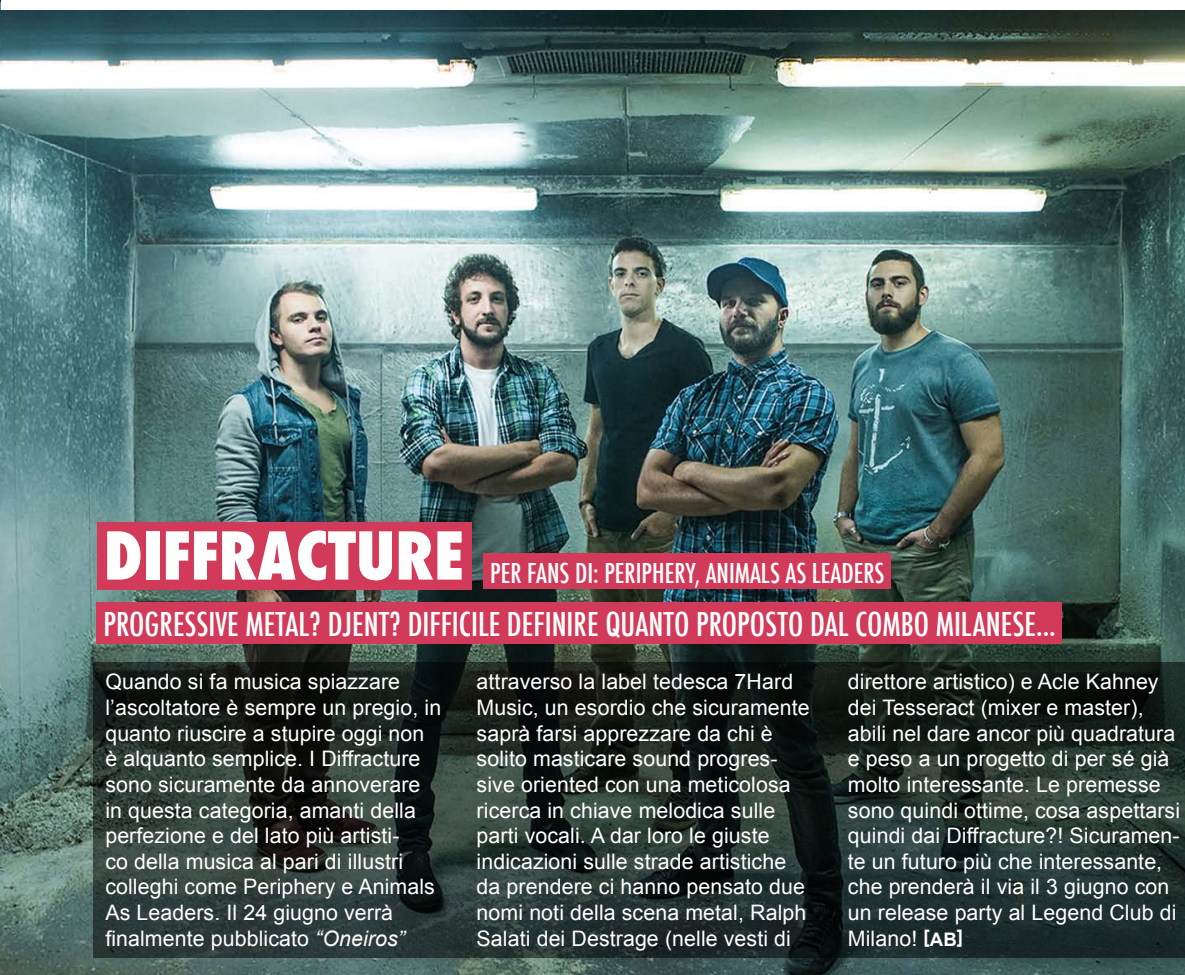 DIFFRACTURE
PER FANS DI: PERIPHERY, ANIMALS AS LEADERS
PROGRESSIVE METAL? DJENT? DIFFICILE DEFINIRE QUANTO PROPOSTO DAL COMBO MILANESE...
Quando si fa musica spiazzare
l'ascoltatore è sempre un pregio, in
quanto riuscire a stupire oggi non
è alquanto semplice. I Diffracture
sono sicuramente da annoverare
in questa categoria, amanti della
perfezione e del lato più artisti-
co della musica al pari di illustri
colleghi come Periphery e Animals
As Leaders. Il 24 giugno verrà
finalmente pubblicato "Oneiros"
attraverso la label tedesca 7Hard
Music, un esordio che sicuramente
saprà farsi apprezzare da chi è
solito masticare sound progres-
sive oriented con una meticolosa
ricerca in chiave melodica sulle
parti vocali. A dar loro le giuste
indicazioni sulle strade artistiche
da prendere ci hanno pensato due
nomi noti della scena metal, Ralph
Salati dei Destrage (nelle vesti di
direttore artistico) e Acle Kahney
dei Tesseract (mixer e master),
abili nel dare ancor più quadratura
e peso a un progetto di per sé già
molto interessante. Le premesse
sono quindi ottime, cosa aspettarsi
quindi dai Diffracture?! Sicuramen-
te un futuro più che interessante,
che prenderà il via il 3 giugno con
un release party al Legend Club di
Milano! [AB]